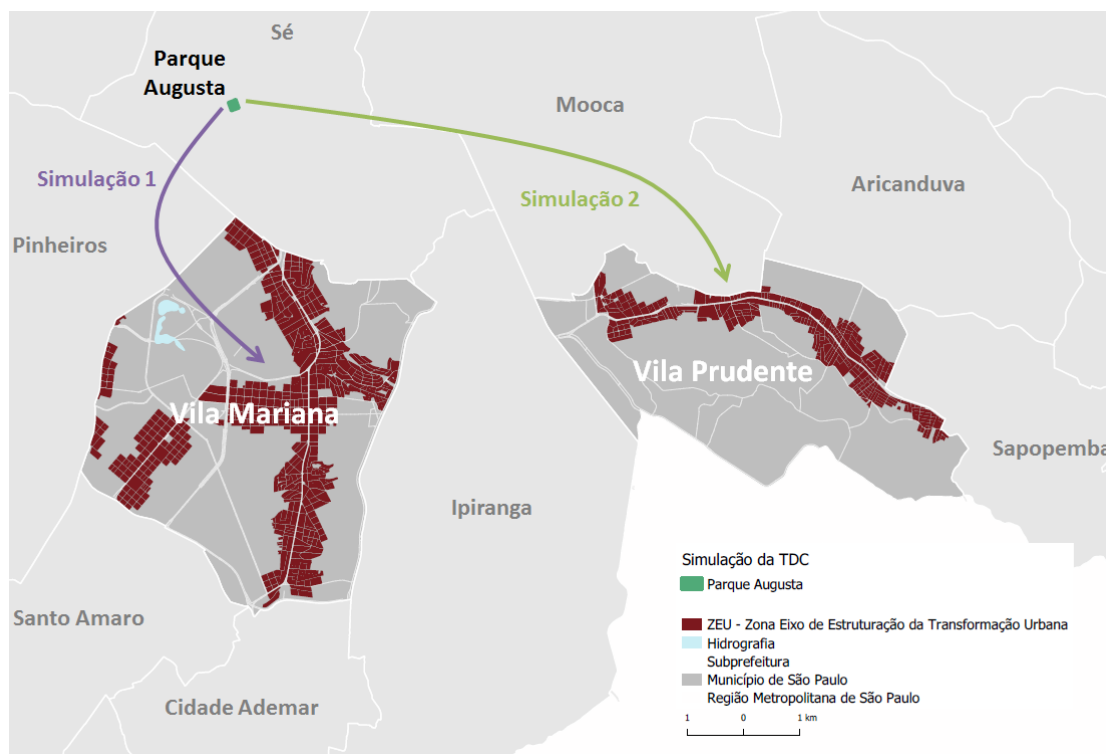 Sé
Parque
Augusta
Mooca
Simulação 1
Simulação 2
Aricanduva
Pinheiros
Vila Prudente
Vila Mariana
Sapopemba
Ipiranga
Simulação da TDC
Parque Augusta
Santo Amaro
ZEU - Zona Eixo de Estruturação da Transformação Urbana
Hidrografia
Subprefeitura
Município de São Paulo
Região Metropolitana de São Paulo
Cidade Ademar
1 0 1 km